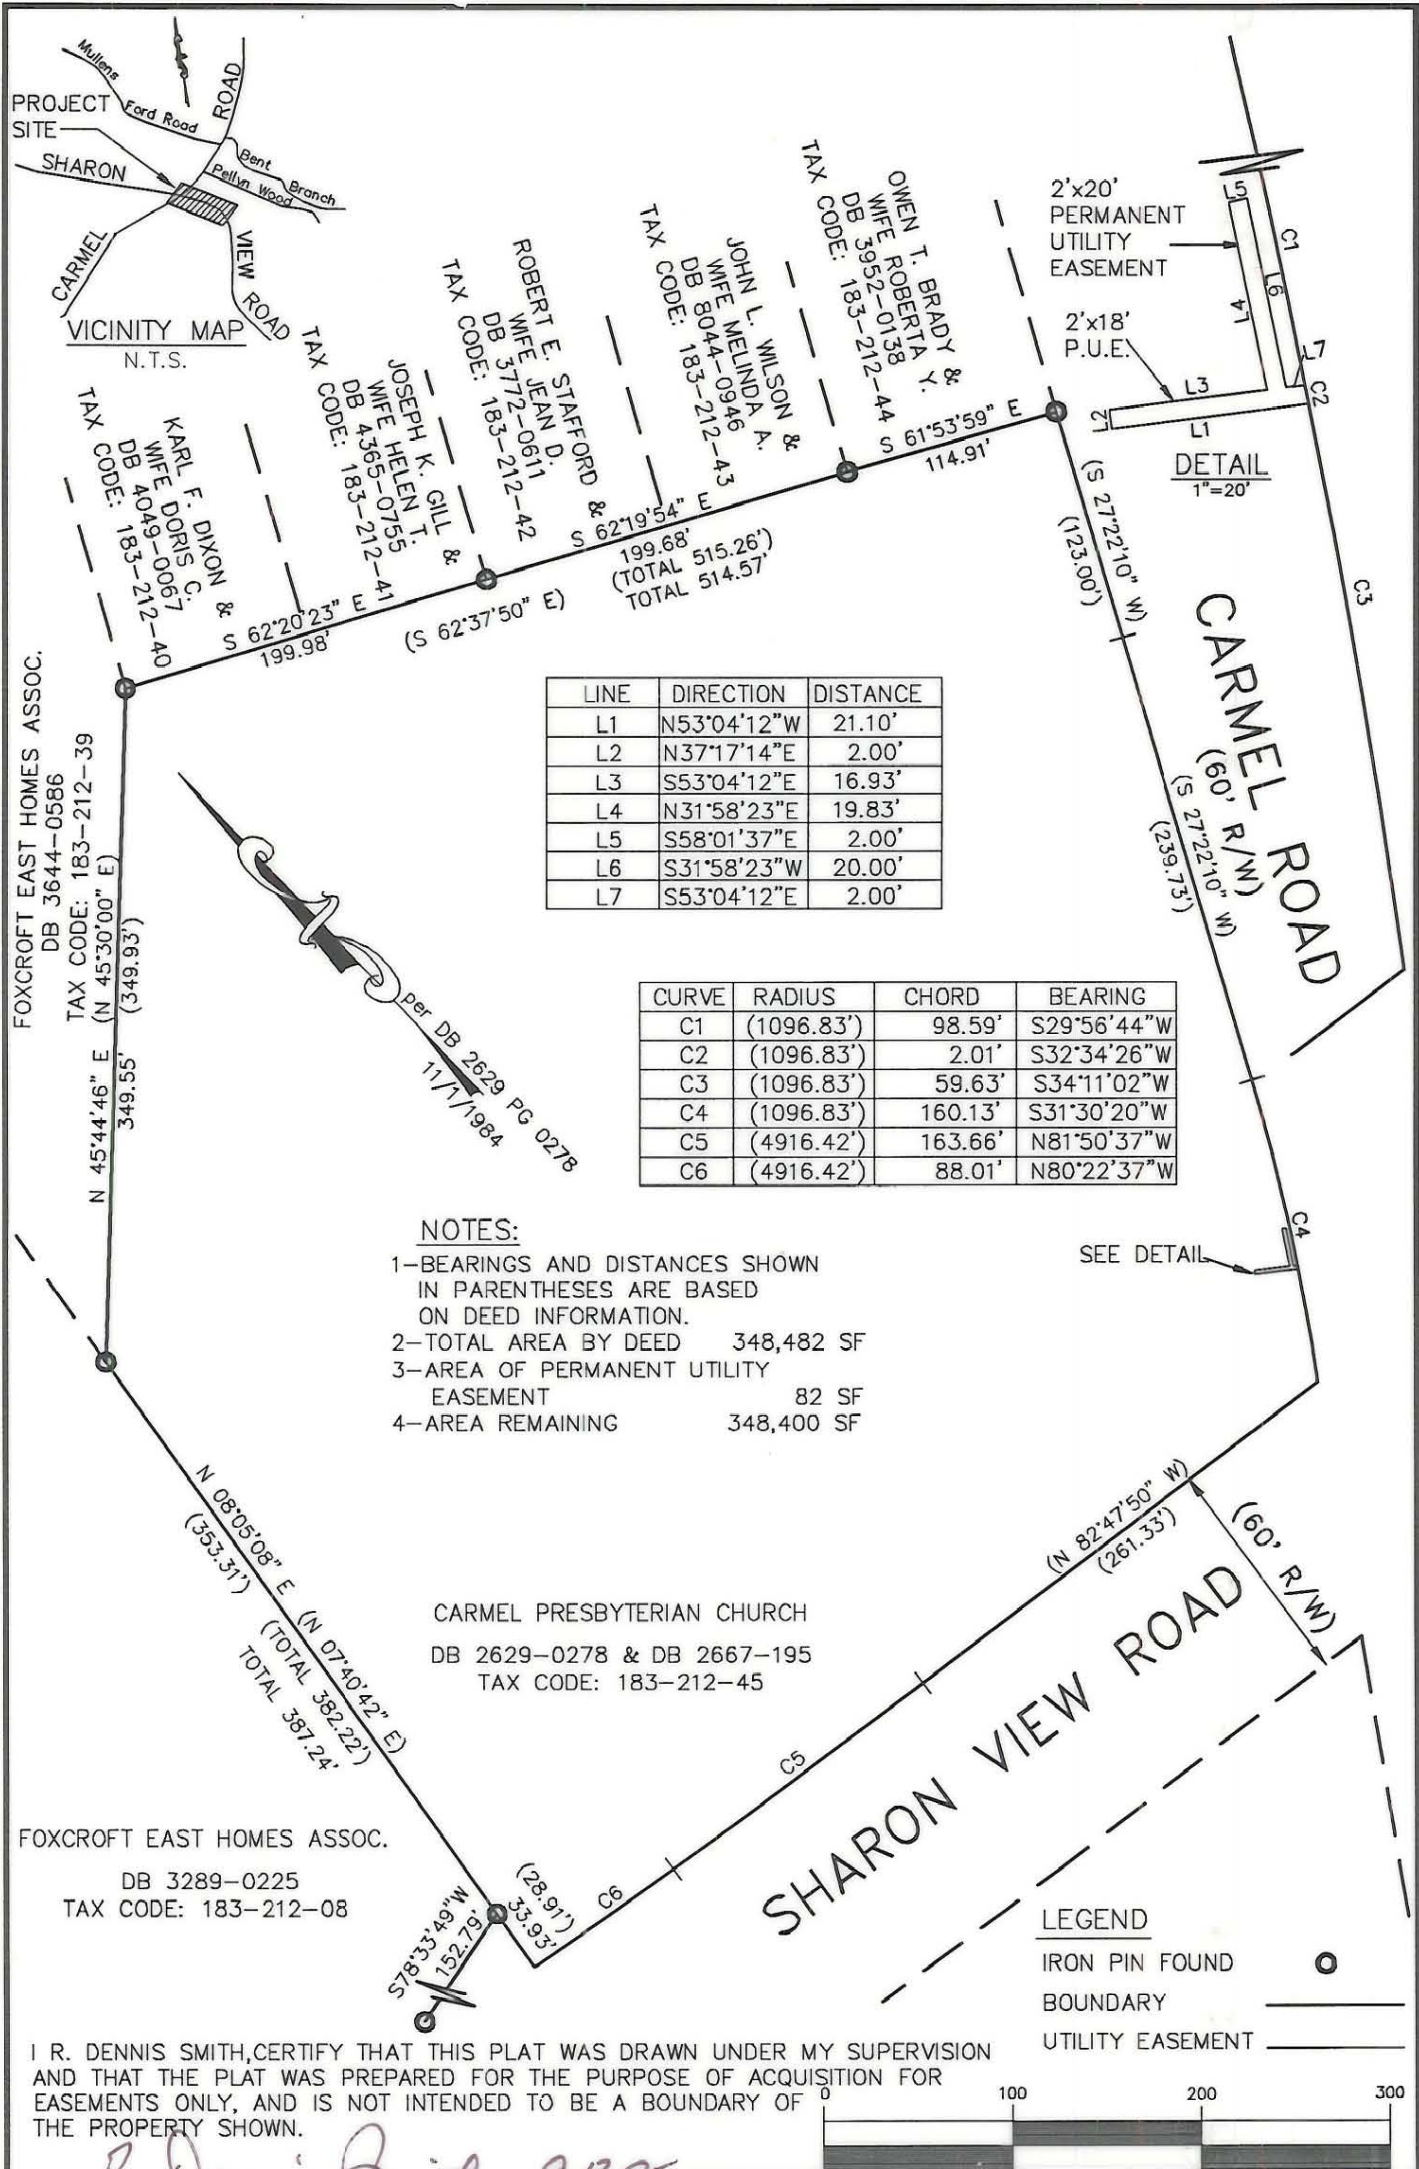 Mullens
Ford Road
ROAD
PROJECT
SITE
SHARON
Bent
Branch
Pellyn Wood
CARMEL
VIEW
ROAD
VICINITY MAP
N.T.S.
KARL F. DIXON &
WIFE DORIS C.
DB 4049-0067
TAX CODE: 183-212-40
JOSEPH K. GILL &
WIFE HELEN T.
DB 4365-0755
TAX CODE: 183-212-41
ROBERT E. STAFFORD &
WIFE JEAN D.
DB 3772-0611
TAX CODE: 183-212-42
JOHN L. WILSON &
WIFE MELINDA A.
DB 8044-0946
TAX CODE: 183-212-43
OWEN T. BRADY &
WIFE ROBERTA Y.
DB 3952-0138
TAX CODE: 183-212-44
2'x20'
PERMANENT
UTILITY
EASEMENT
2'x18'
P.U.E.
L5
C1
L6
L4
L7
L3
C2
L2
L1
DETAIL
1"=20'
C3
S 62°20'23" E
199.98'
(S 62°37'50" E)
S 62°19'54" E
199.68'
(TOTAL 515.26')
TOTAL 514.57'
S 61°53'59" E
114.91'
(S 27°22'10" W)
(123.00')
CARMEL ROAD
(60' R/W)
(S 27°22'10" W)
(239.73')
FOXCROFT EAST HOMES ASSOC.
DB 3644-0586
TAX CODE: 183-212-39
N 45°44'46" E (N 45°30'00" E)
349.55' (349.93')
LINE DIRECTION DISTANCE
L1 N53°04'12"W 21.10'
L2 N37°17'14"E 2.00'
L3 S53°04'12"E 16.93'
L4 N31°58'23"E 19.83'
L5 S58°01'37"E 2.00'
L6 S31°58'23"W 20.00'
L7 S53°04'12"E 2.00'
per DB 2629 PG 0278
11/1/1984
CURVE RADIUS CHORD BEARING
C1 (1096.83') 98.59' S29°56'44"W
C2 (1096.83') 2.01' S32°34'26"W
C3 (1096.83') 59.63' S34°11'02"W
C4 (1096.83') 160.13' S31°30'20"W
C5 (4916.42') 163.66' N81°50'37"W
C6 (4916.42') 88.01' N80°22'37"W
NOTES:
1-BEARINGS AND DISTANCES SHOWN
IN PARENTHESES ARE BASED
ON DEED INFORMATION.
2-TOTAL AREA BY DEED 348,482 SF
3-AREA OF PERMANENT UTILITY
EASEMENT 82 SF
4-AREA REMAINING 348,400 SF
C4
SEE DETAIL
N 08°05'08" E (N 07°40'42" E)
(353.31') (TOTAL 382.22')
TOTAL 387.24'
CARMEL PRESBYTERIAN CHURCH
DB 2629-0278 & DB 2667-195
TAX CODE: 183-212-45
(N 82°47'50" W)
(261.33')
(60' R/W)
SHARON VIEW ROAD
C5
C6
(28.91')
33.93'
S78°33'49"W
152.79'
FOXCROFT EAST HOMES ASSOC.
DB 3289-0225
TAX CODE: 183-212-08
LEGEND
IRON PIN FOUND
BOUNDARY
UTILITY EASEMENT
I R. DENNIS SMITH,CERTIFY THAT THIS PLAT WAS DRAWN UNDER MY SUPERVISION
AND THAT THE PLAT WAS PREPARED FOR THE PURPOSE OF ACQUISITION FOR
EASEMENTS ONLY, AND IS NOT INTENDED TO BE A BOUNDARY OF
THE PROPERTY SHOWN.
0 100 200 300